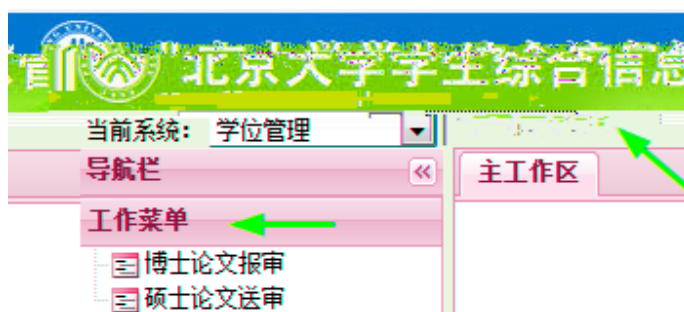 北京大学学生综合信息
当前系统: 学位管理
导航栏
主工作区
工作菜单
博士论文报审
硕士论文送审